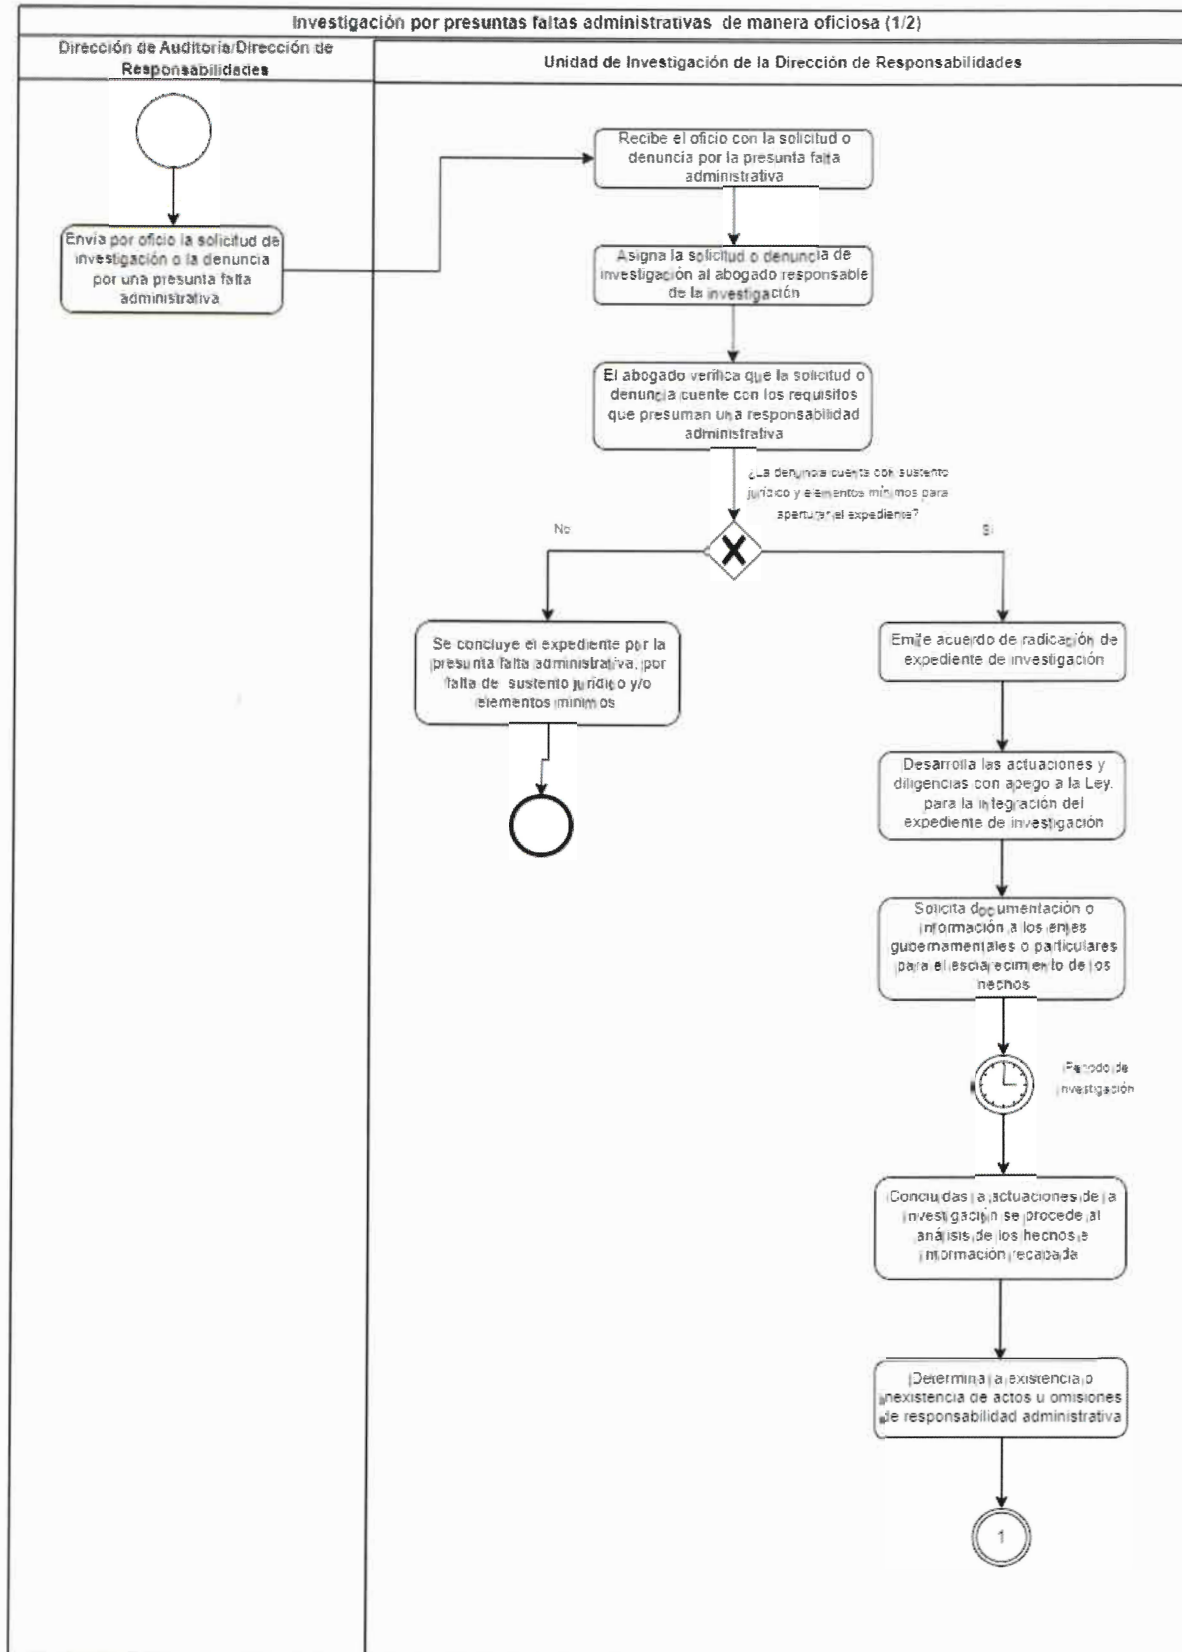 Investigación por presuntas faltas administrativas de manera oficiosa (1/2)
Dirección de Auditoría/Dirección de
Responsabilidades
Unidad de Investigación de la Dirección de Responsabilidades
Envía por oficio la solicitud de
investigación o la denuncia
por una presunta falta
administrativa
Recibe el oficio con la solicitud o
denuncia por la presunta falta
administrativa
Asigna la solicitud o denuncia de
investigación al abogado responsable
de la investigación
El abogado verifica que la solicitud o
denuncia cuente con los requisitos
que presuman una responsabilidad
administrativa
¿La denuncia cuenta con sustento
jurídico y elementos mínimos para
aperturar el expediente?
No
Si
Se concluye el expediente por la
presunta falta administrativa, por
falta de sustento jurídico y/o
elementos mínimos
Emite acuerdo de radicación de
expediente de investigación
Desarrolla las actuaciones y
diligencias con apego a la Ley,
para la integración del
expediente de investigación
Solicita documentación o
información a los entes
gubernamentales o particulares
para el esclarecimiento de los
hechos
Periodo de
investigación
Concluidas la actuaciones de la
investigación se procede al
análisis de los hechos e
información recabada
Determina la existencia o
inexistencia de actos u omisiones
de responsabilidad administrativa
1